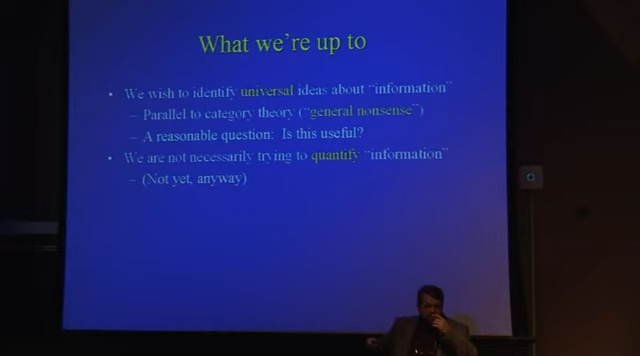 What we're up to
• We wish to identify universal ideas about "information"
– Parallel to category theory ("general nonsense")
– A reasonable question: Is this useful?
• We are not necessarily trying to quantify "information"
– (Not yet, anyway)